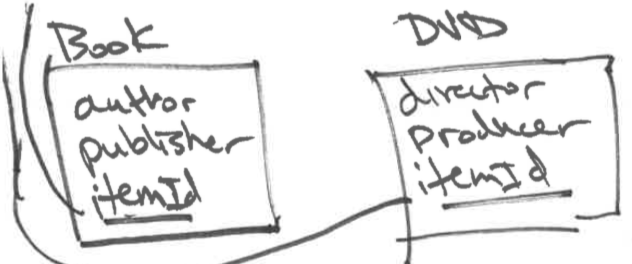 Book
author
publisher
itemId
DVD
director
producer
itemId